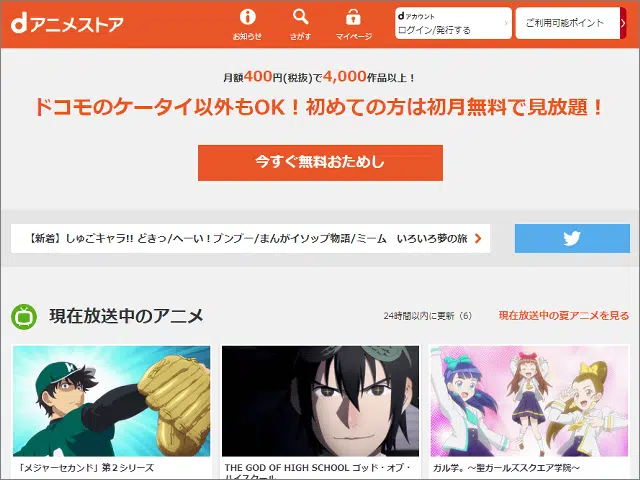 dアニメストア
お知らせ
さがす
マイページ
dアカウント
ログイン/発行する
ご利用可能ポイント
月額400円(税抜)で4,000作品以上！
ドコモのケータイ以外もOK！初めての方は初月無料で見放題！
今すぐ無料おためし
【新着】しゅごキャラ!! どきっ/へーい！ブンブー/まんがイソップ物語/ミーム いろいろ夢の旅
現在放送中のアニメ
24時間以内に更新（6）
現在放送中の夏アニメを見る
M
「メジャーセカンド」第２シリーズ
THE GOD OF HIGH SCHOOL ゴッド・オブ・
ハイスクール
ガル学。～聖ガールズスクエア学院～